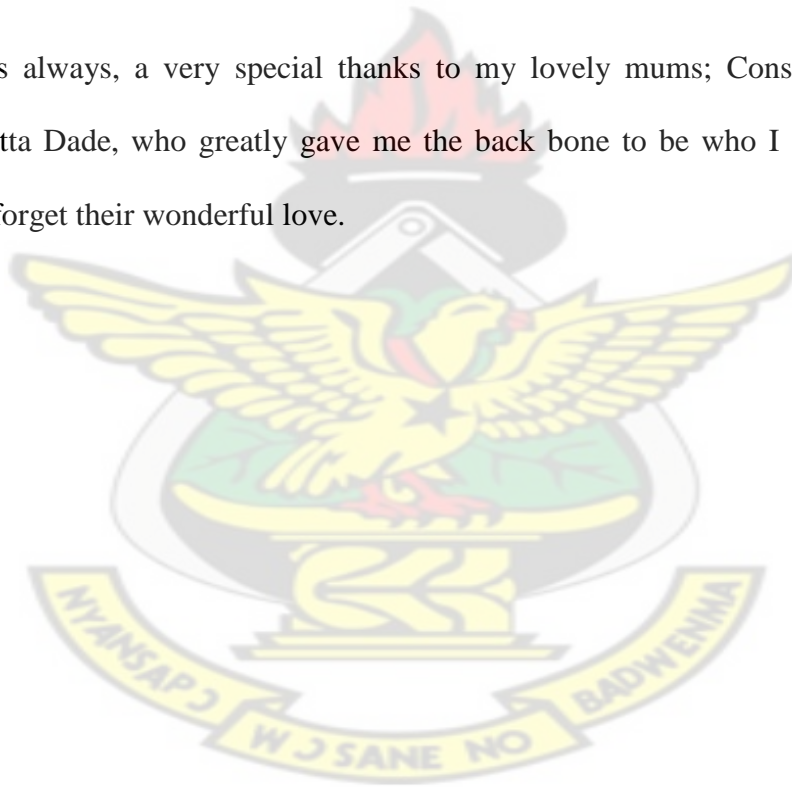 s always, a very special thanks to my lovely mums; Cons
tta Dade, who greatly gave me the back bone to be who I
forget their wonderful love.
NYANSAPƆ WƆSANE NO BADWENMA